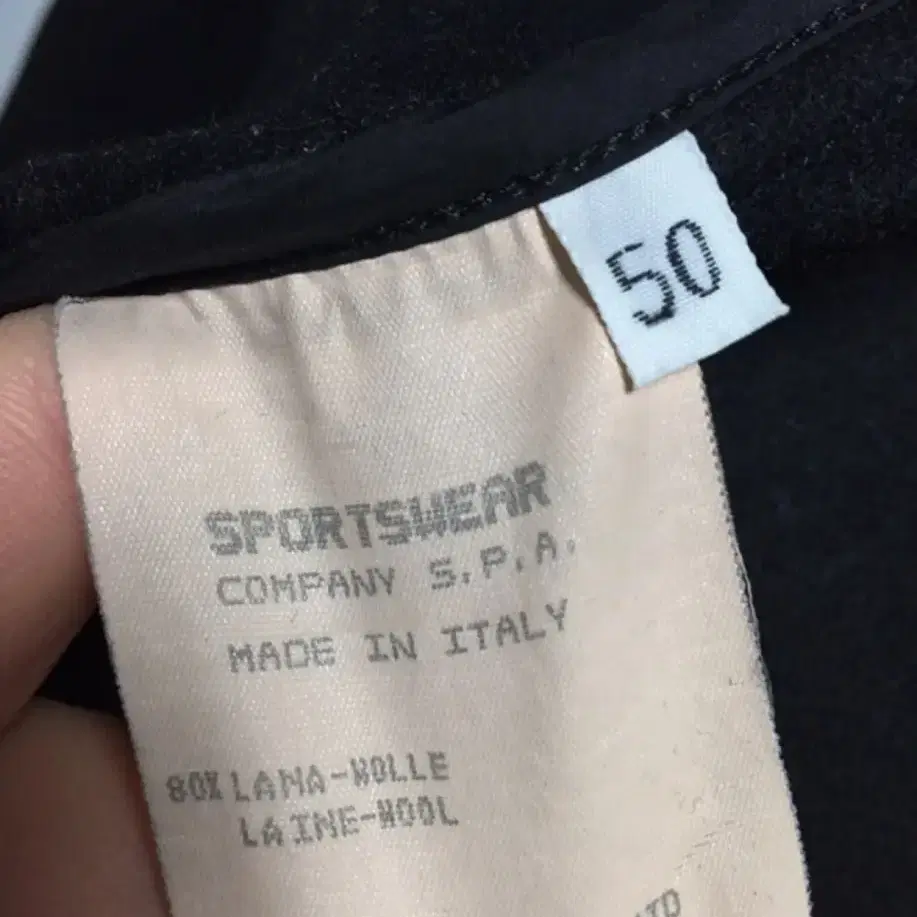 50
SPORTSWEAR
COMPANY S.P.A.
MADE IN ITALY
80% LANA-WOLLE
LAINE-WOOL